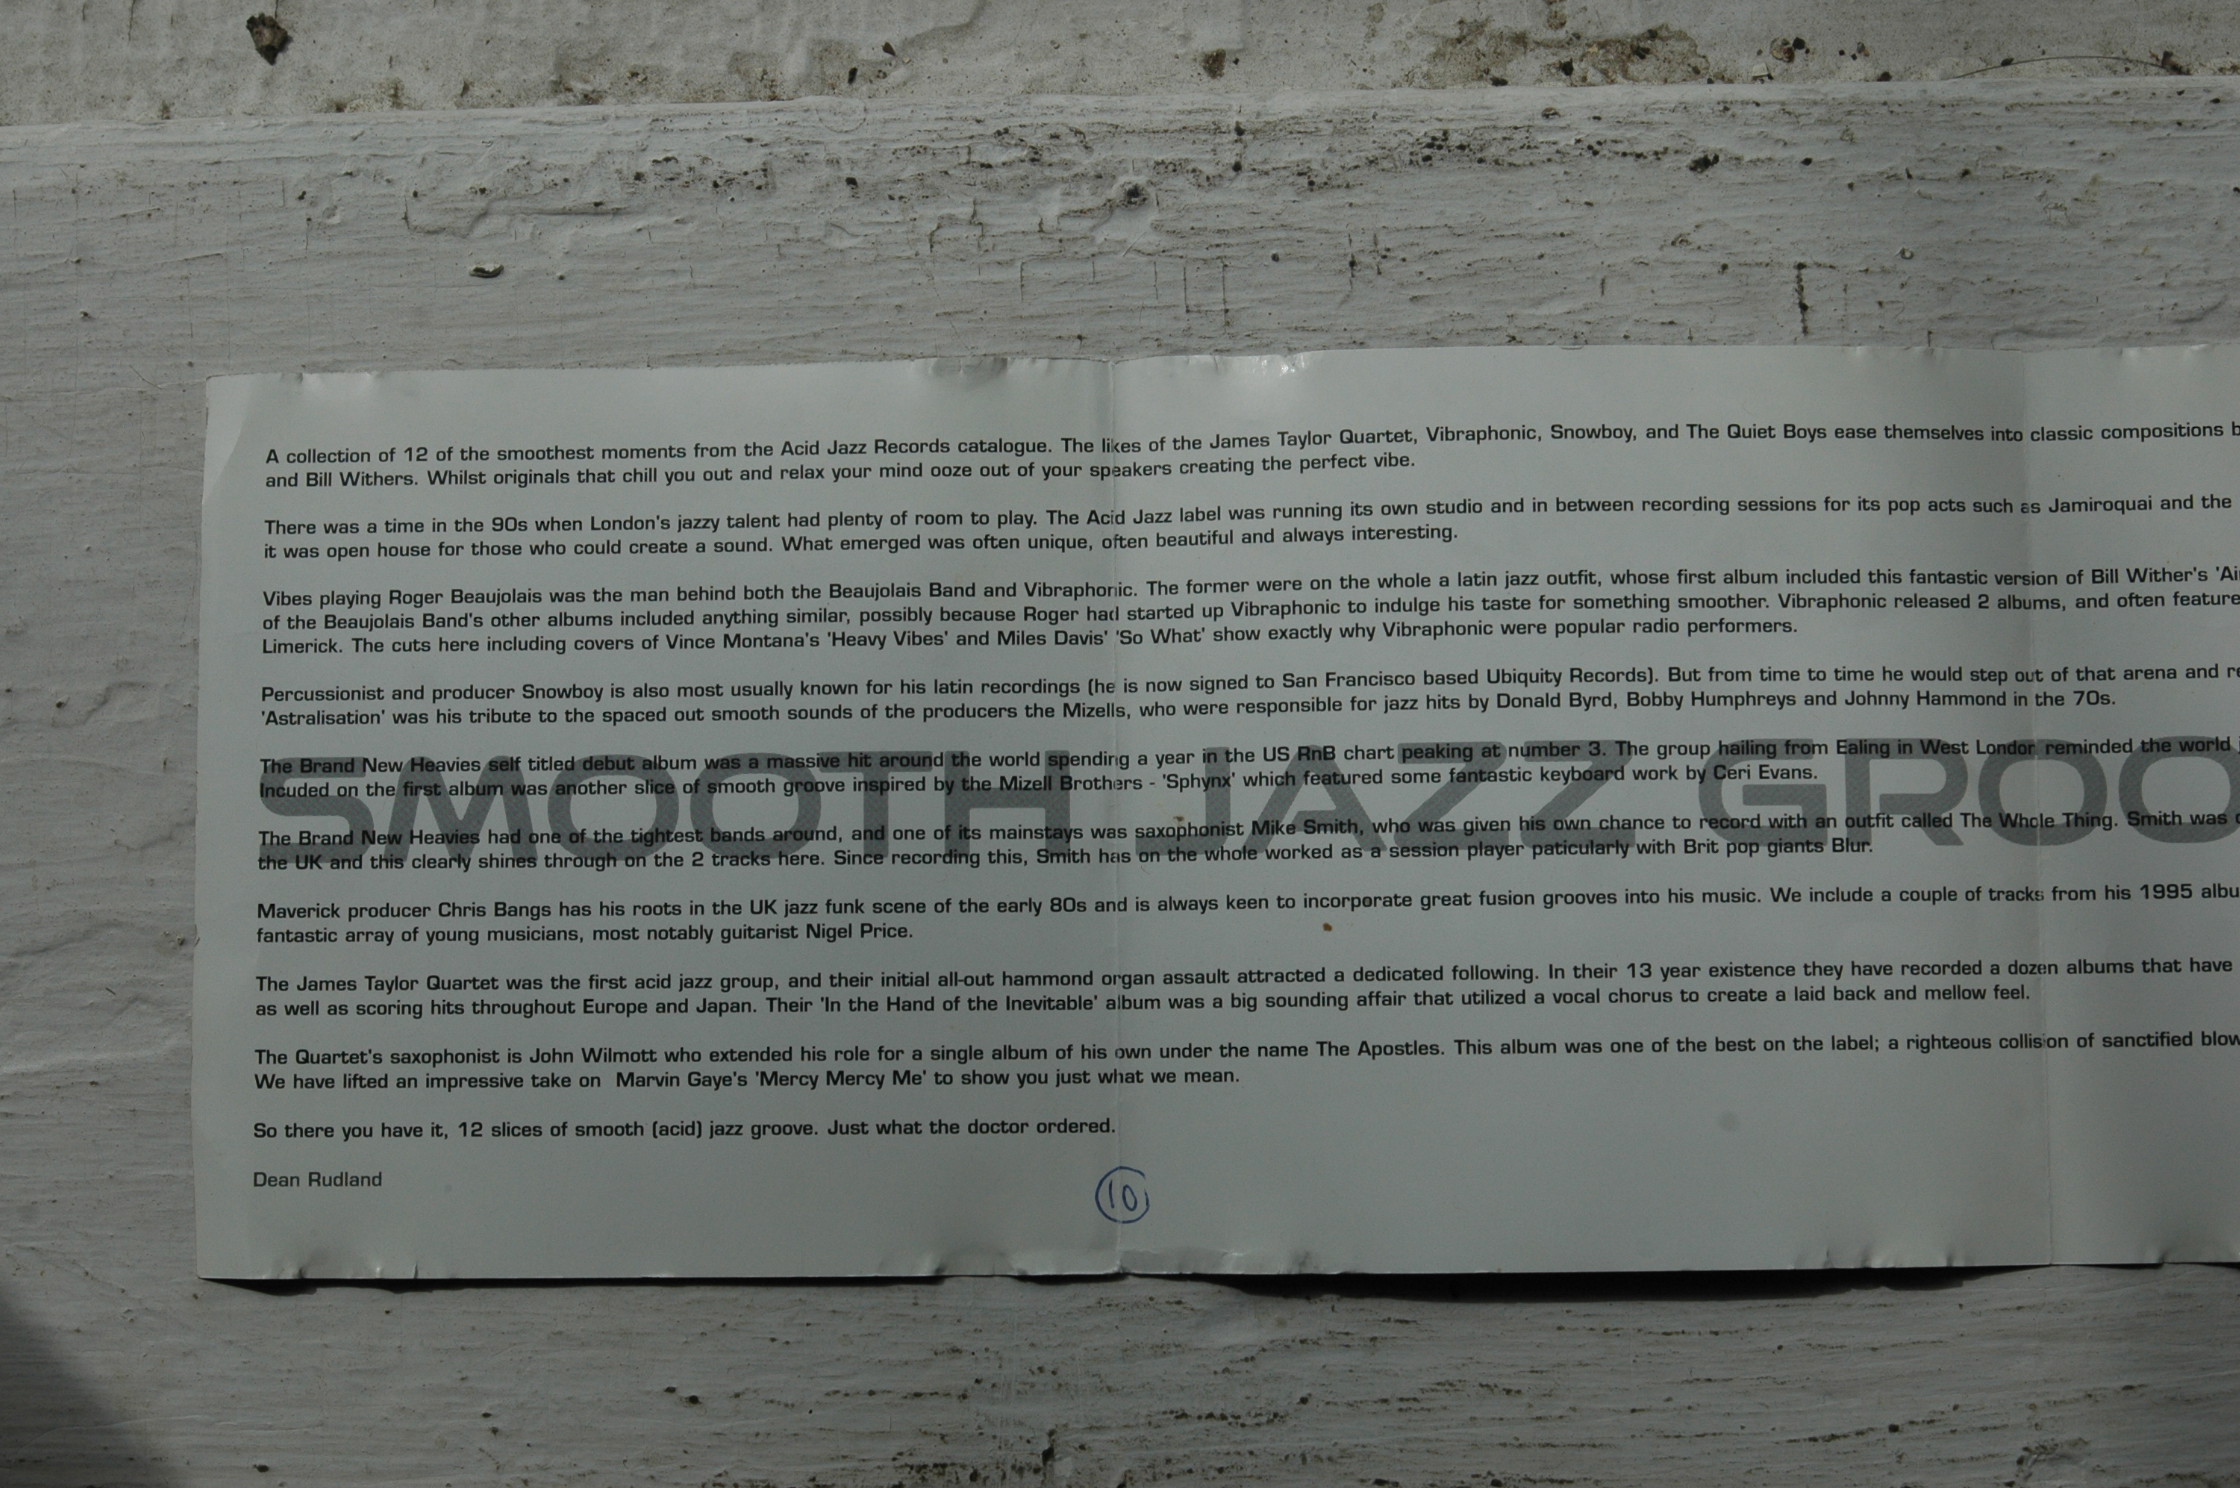 A collection of 12 of the smoothest moments from the Acid Jazz Records catalogue. The likes of the James Taylor Quartet, Vibraphonic, Snowboy, and The Quiet Boys ease themselves into classic compositions
and Bill Withers. Whilst originals that chill you out and relax your mind ooze out of your speakers creating the perfect vibe.
There was a time in the 90s when London's jazzy talent had plenty of room to play. The Acid Jazz label was running its own studio and in between recording sessions for its pop acts such as Jamiroquai and the
it was open house for those who could create a sound. What emerged was often unique, often beautiful and always interesting.
Vibes playing Roger Beaujolais was the man behind both the Beaujolais Band and Vibraphonic. The former were on the whole a latin jazz outfit, whose first album included this fantastic version of Bill Wither's
of the Beaujolais Band's other albums included anything similar, possibly because Roger had started up Vibraphonic to indulge his taste for something smoother. Vibraphonic released 2 albums, and often feature
Limerick. The cuts here including covers of Vince Montana's 'Heavy Vibes' and Miles Davis' 'So What' show exactly why Vibraphonic were popular radio performers.
Percussionist and producer Snowboy is also most usually known for his latin recordings (he is now signed to San Francisco based Ubiquity Records). But from time to time he would step out of that arena and
'Astralisation' was his tribute to the spaced out smooth sounds of the producers the Mizells, who were responsible for jazz hits by Donald Byrd, Bobby Humphreys and Johnny Hammond in the 70s.
SMOOTH JAZZ GROO
The Brand New Heavies self titled debut album was a massive hit around the world spending a year in the US RnB chart peaking at number 3. The group hailing from Ealing in West London reminded the world
Incuded on the first album was another slice of smooth groove inspired by the Mizell Brothers - 'Sphynx' which featured some fantastic keyboard work by Ceri Evans.
The Brand New Heavies had one of the tightest bands around, and one of its mainstays was saxophonist Mike Smith, who was given his own chance to record with an outfit called The Whole Thing. Smith was
the UK and this clearly shines through on the 2 tracks here. Since recording this, Smith has on the whole worked as a session player paticularly with Brit pop giants Blur.
Maverick producer Chris Bangs has his roots in the UK jazz funk scene of the early 80s and is always keen to incorporate great fusion grooves into his music. We include a couple of tracks from his 1995 albu
fantastic array of young musicians, most notably guitarist Nigel Price.
The James Taylor Quartet was the first acid jazz group, and their initial all-out hammond organ assault attracted a dedicated following. In their 13 year existence they have recorded a dozen albums that have
as well as scoring hits throughout Europe and Japan. Their 'In the Hand of the Inevitable' album was a big sounding affair that utilized a vocal chorus to create a laid back and mellow feel.
The Quartet's saxophonist is John Wilmott who extended his role for a single album of his own under the name The Apostles. This album was one of the best on the label; a righteous collision of sanctified blow
We have lifted an impressive take on Marvin Gaye's 'Mercy Mercy Me' to show you just what we mean.
So there you have it, 12 slices of smooth (acid) jazz groove. Just what the doctor ordered.
Dean Rudland
10